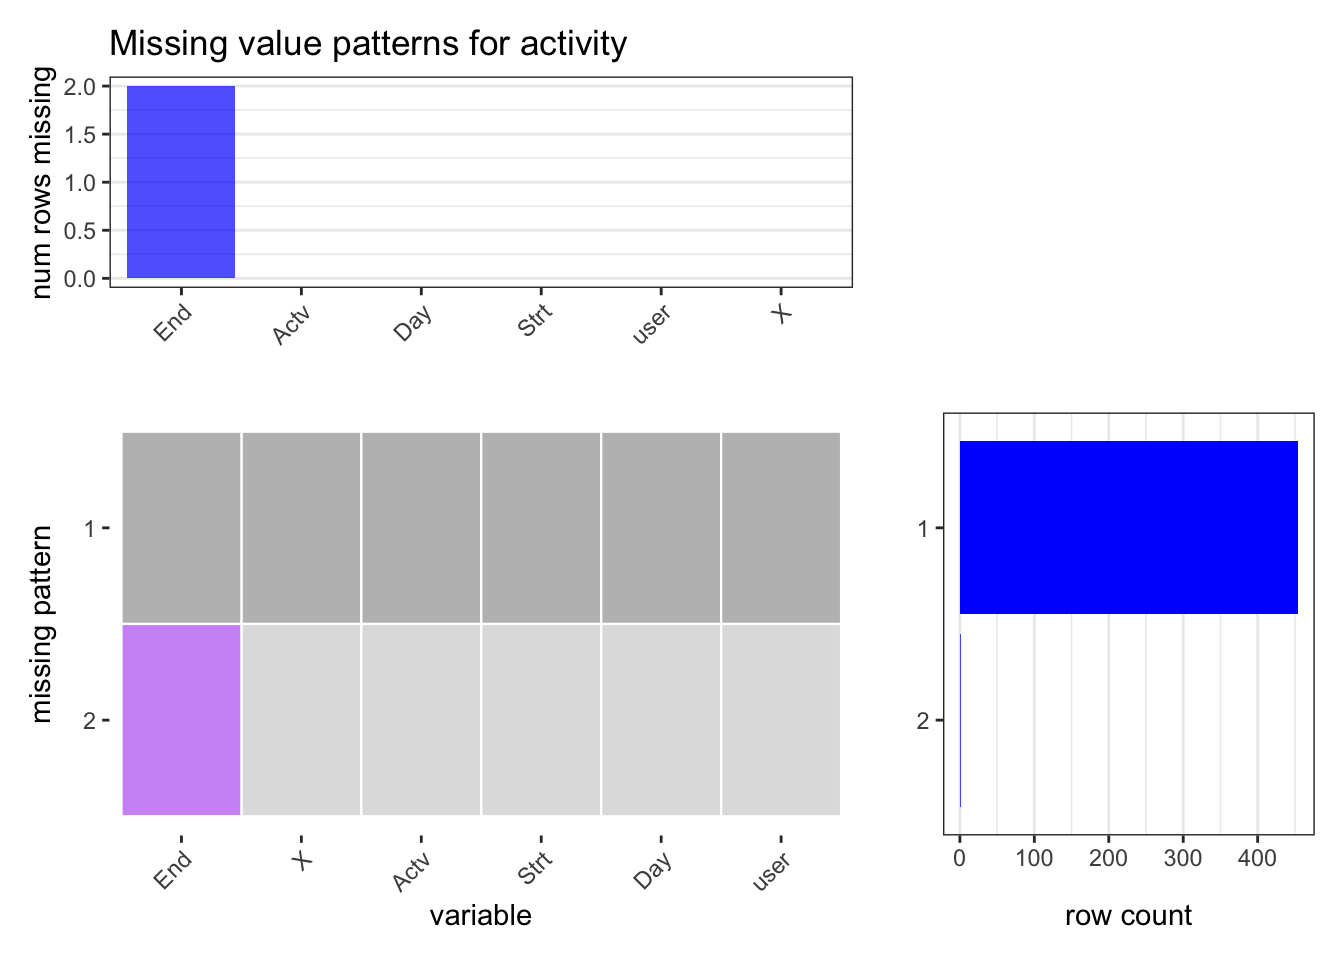 Missing value patterns for activity
num rows missing
2.0
1.5
1.0
0.5
0.0
End Actv Day Strt user X
missing pattern
1
2
End X Actv Strt Day user
variable
1
2
0 100 200 300 400
row count